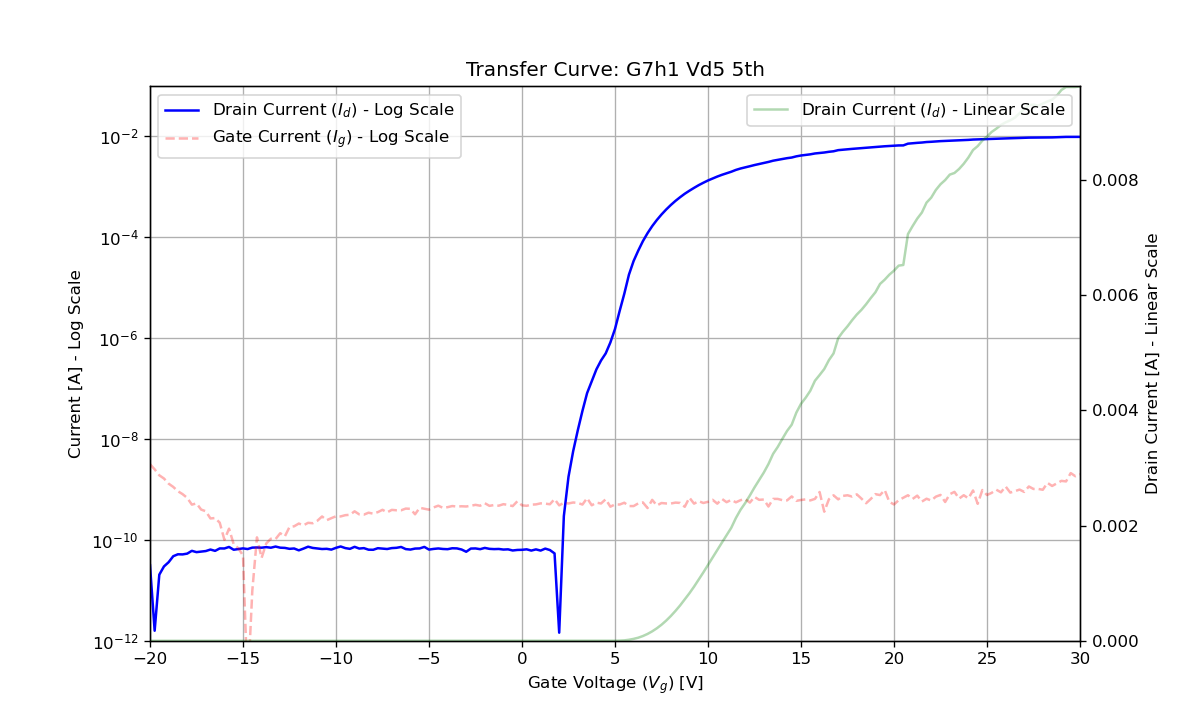 Transfer Curve: G7h1 Vd5 5th
Drain Current (I_d) - Log Scale
Gate Current (I_g) - Log Scale
Drain Current (I_d) - Linear Scale
Current [A] - Log Scale
10^−2
10^−4
10^−6
10^−8
10^−10
10^−12
0.008
0.006
0.004
0.002
0.000
Drain Current [A] - Linear Scale
−20 −15 −10 −5 0 5 10 15 20 25 30
Gate Voltage (V_g) [V]